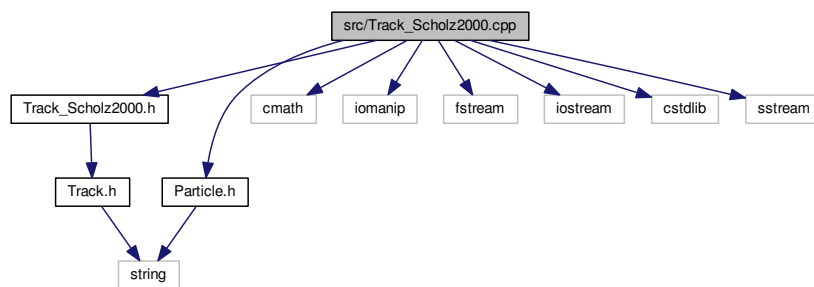 src/Track_Scholz2000.cpp
Track_Scholz2000.h
cmath
iomanip
fstream
iostream
cstdlib
sstream
Track.h
Particle.h
string